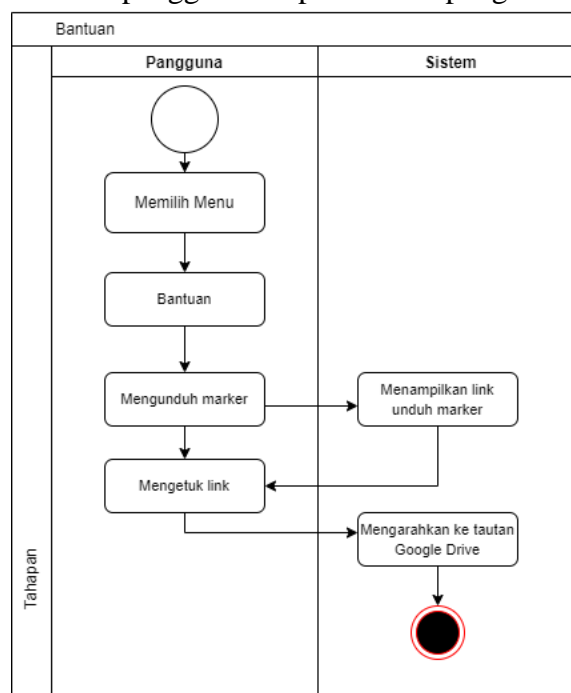 Bantuan
Pangguna
Sistem
Memilih Menu
Bantuan
Mengunduh marker
Menampilkan link
unduh marker
Mengetuk link
Mengarahkan ke tautan
Google Drive
Tahapan